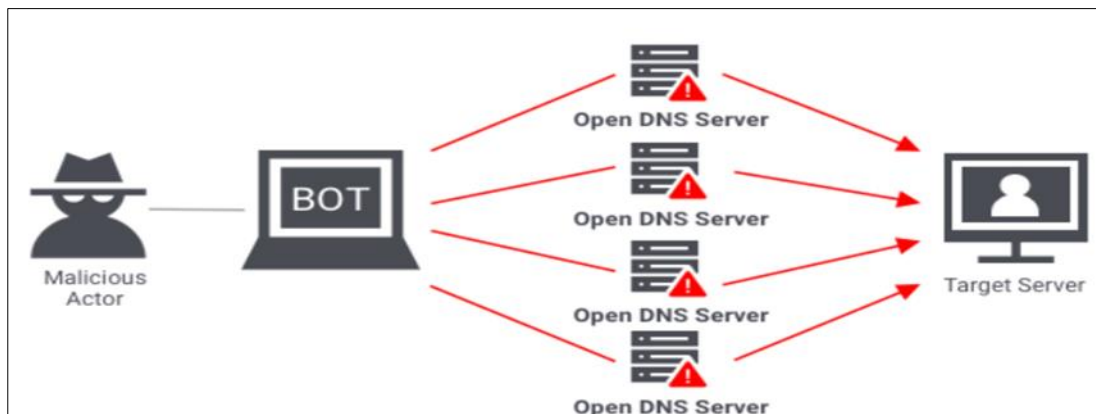 Open DNS Server
BOT
Open DNS Server
Malicious
Actor
Target Server
Open DNS Server
Open DNS Server